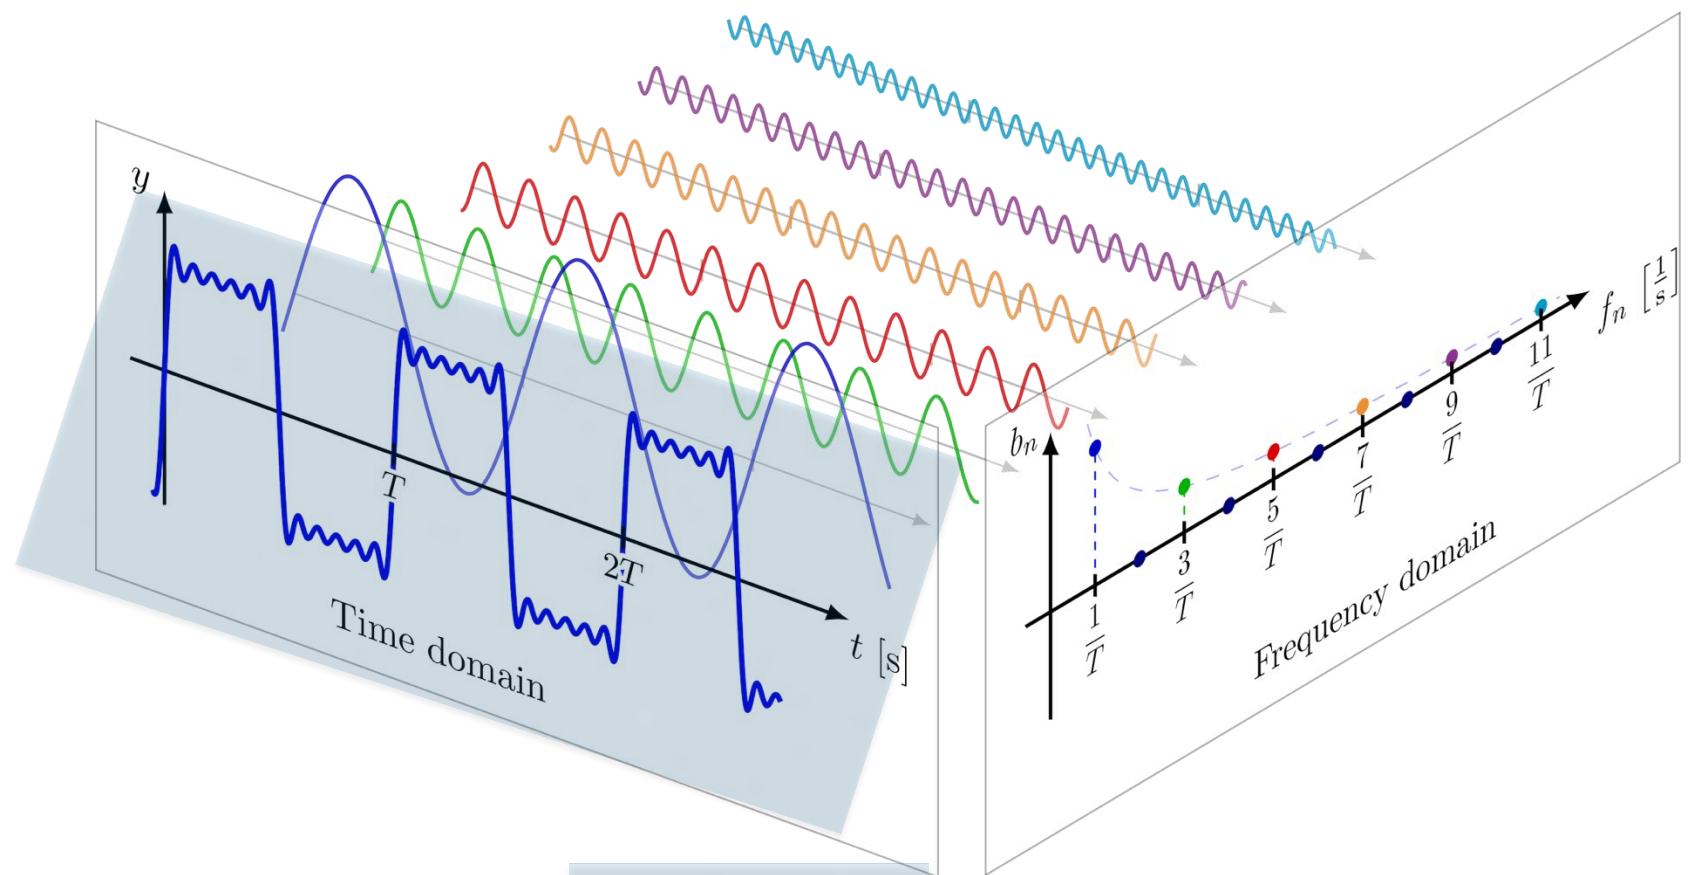 y
T
2T
t [s]
Time domain
b_n
1/T
3/T
5/T
7/T
9/T
11/T
f_n [1/s]
Frequency domain